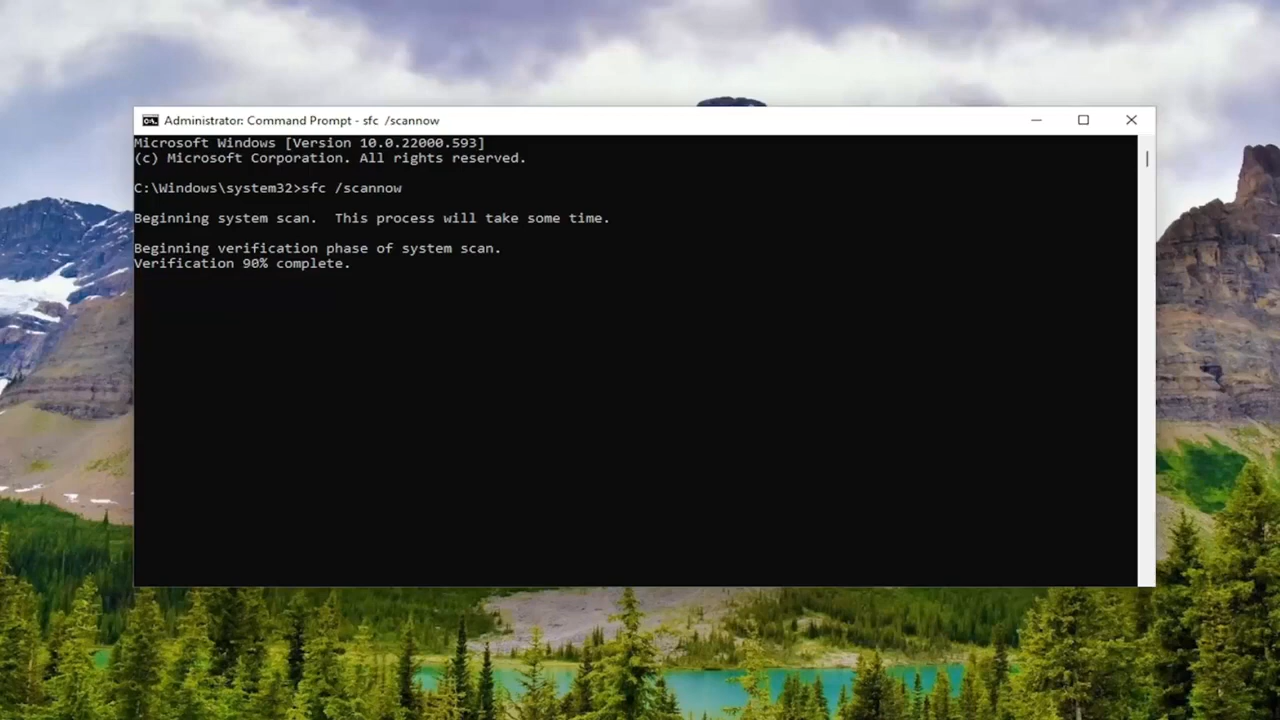 Administrator: Command Prompt - sfc  /scannow
Microsoft Windows [Version 10.0.22000.593]
(c) Microsoft Corporation. All rights reserved.
C:\Windows\system32>sfc /scannow
Beginning system scan.  This process will take some time.
Beginning verification phase of system scan.
Verification 90% complete.